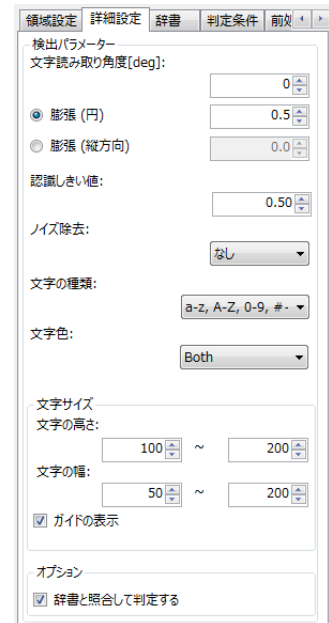 領域設定 詳細設定 辞書 判定条件 前処
検出パラメーター
文字読み取り角度[deg]:
0
膨張 (円) 0.5
膨張 (縦方向) 0.0
認識しきい値:
0.50
ノイズ除去:
なし
文字の種類:
a-z, A-Z, 0-9, #-
文字色:
Both
文字サイズ
文字の高さ:
100 ~ 200
文字の幅:
50 ~ 200
ガイドの表示
オプション
辞書と照合して判定する